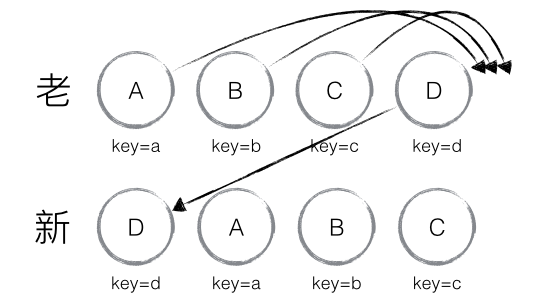 老 A B C D
key=a key=b key=c key=d
新 D A B C
key=d key=a key=b key=c